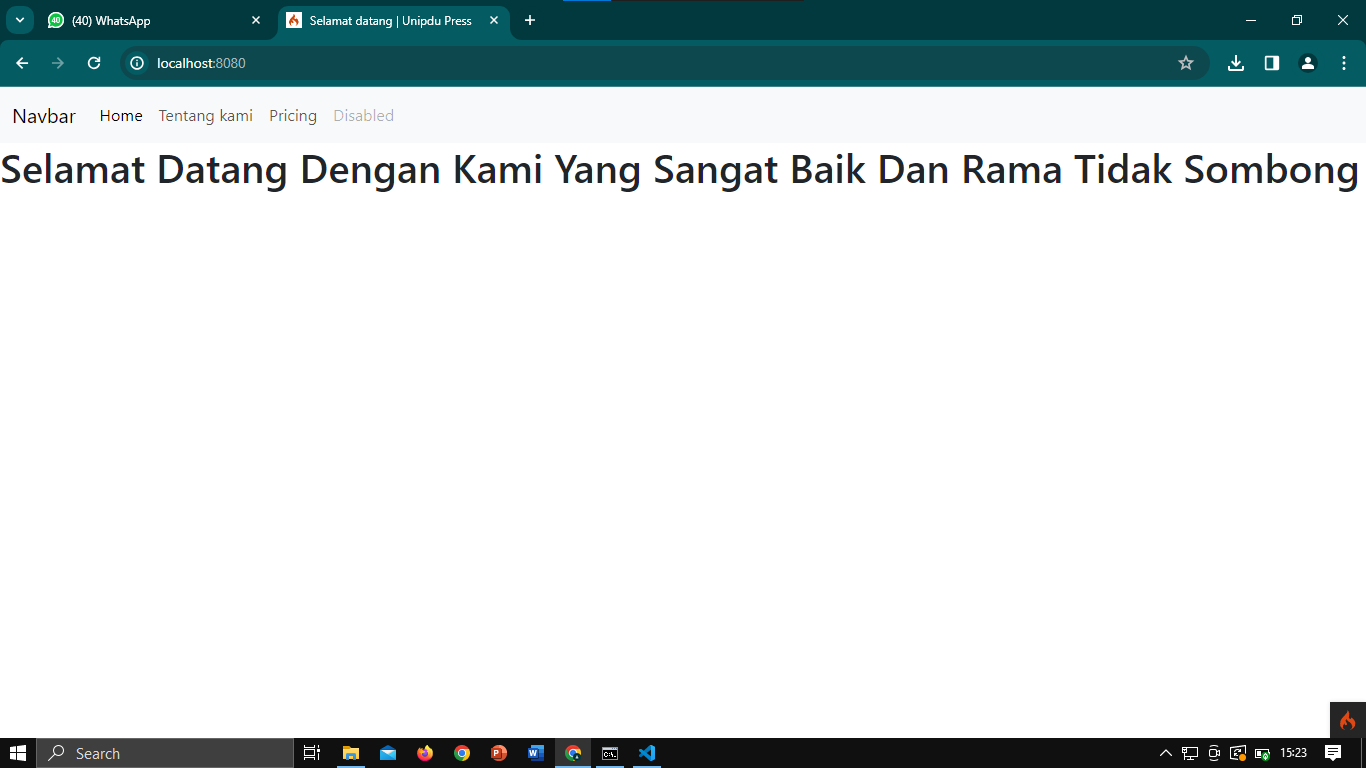 (40) WhatsApp
Selamat datang | Unipdu Press
localhost:8080
Navbar Home Tentang kami Pricing Disabled
Selamat Datang Dengan Kami Yang Sangat Baik Dan Rama Tidak Sombong
Search
15:23